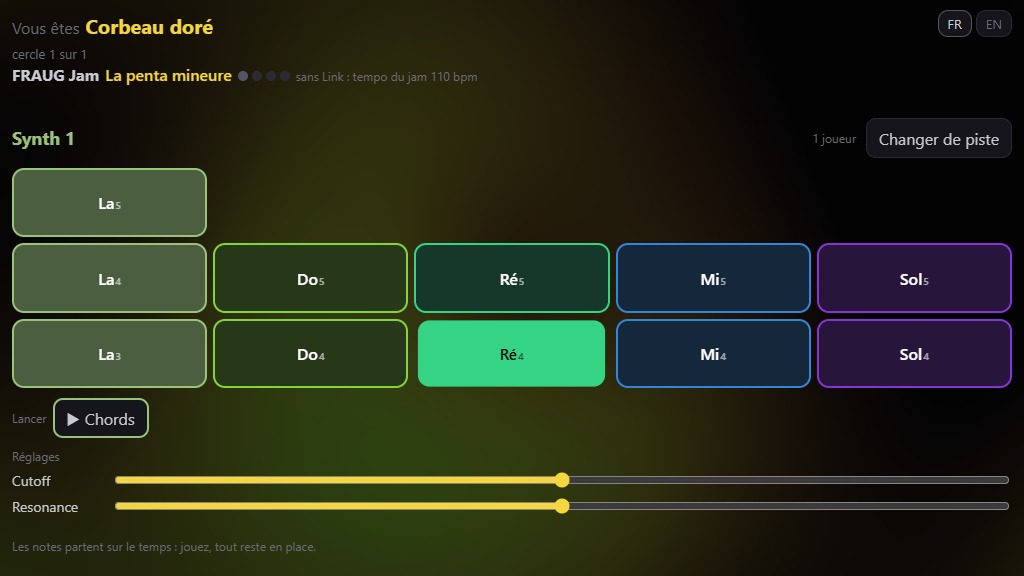 Vous êtes Corbeau doré
FR EN
cercle 1 sur 1
FRAUG Jam La penta mineure sans Link : tempo du jam 110 bpm
Synth 1 1 joueur Changer de piste
La5
La4 Do5 Ré5 Mi5 Sol5
La3 Do4 Ré4 Mi4 Sol4
Lancer ▶ Chords
Réglages
Cutoff
Resonance
Les notes partent sur le temps : jouez, tout reste en place.